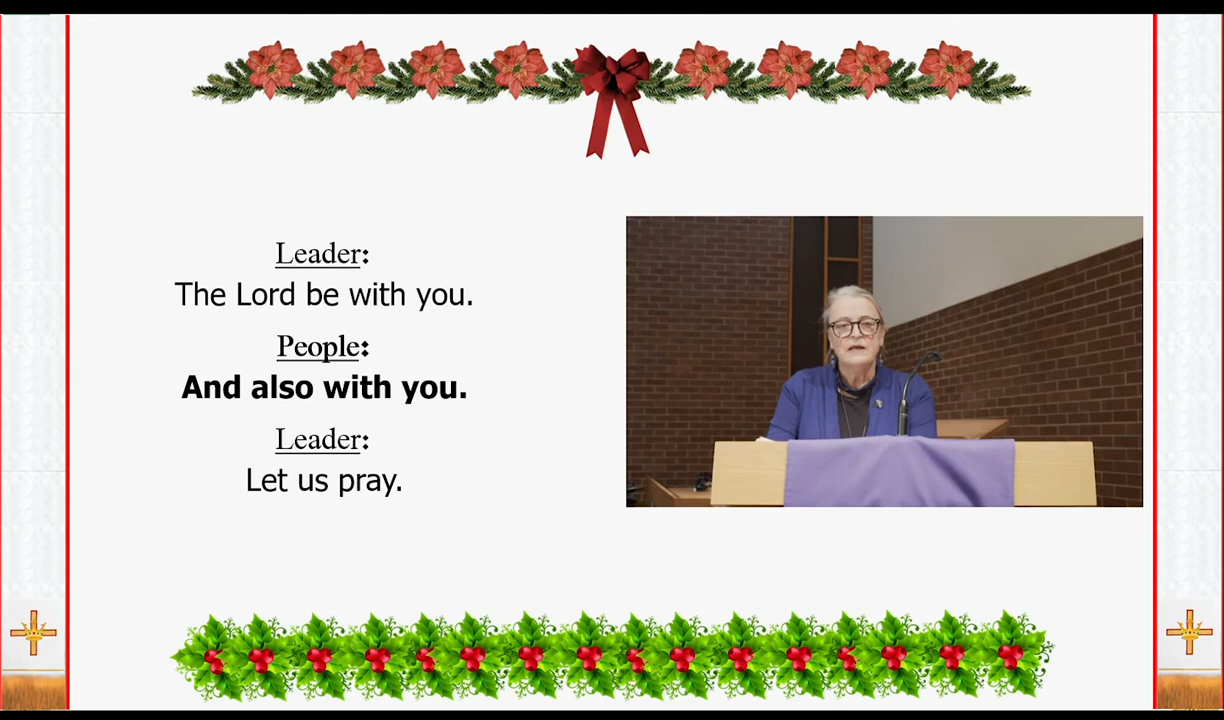 Leader:
The Lord be with you.
People:
And also with you.
Leader:
Let us pray.